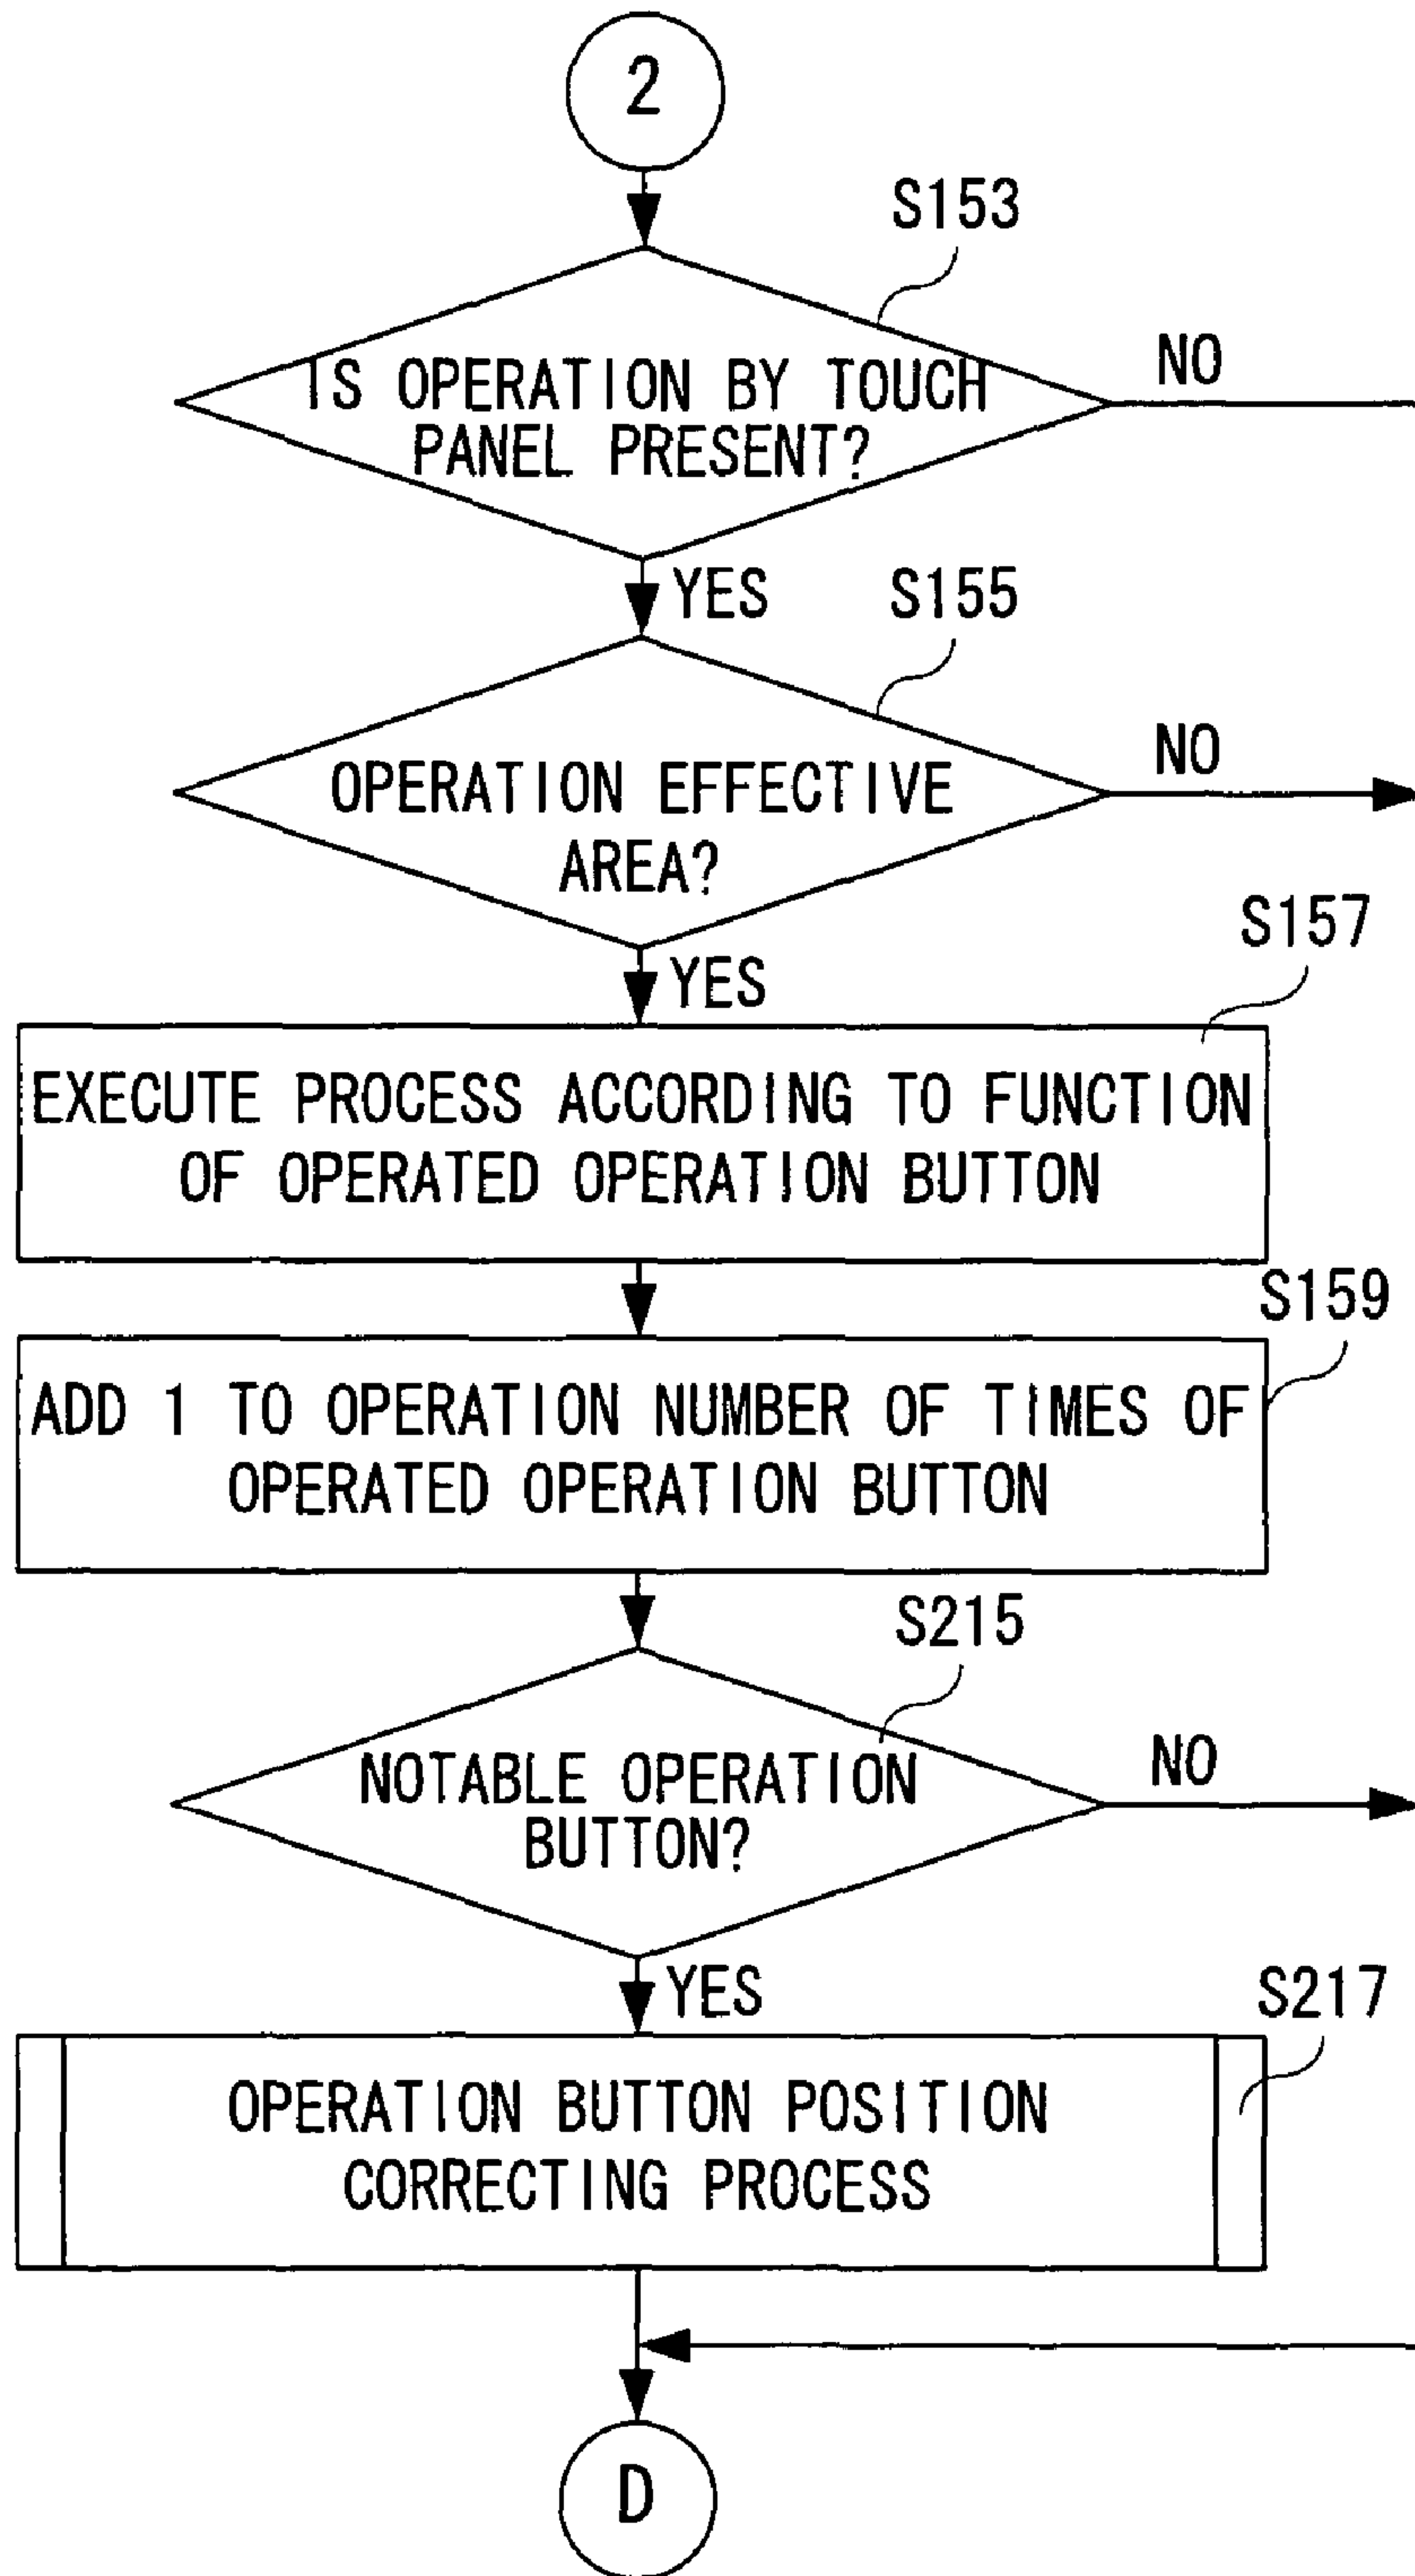 2
S153
IS OPERATION BY TOUCH
PANEL PRESENT?
NO
YES
S155
OPERATION EFFECTIVE
AREA?
NO
YES
S157
EXECUTE PROCESS ACCORDING TO FUNCTION
OF OPERATED OPERATION BUTTON
S159
ADD 1 TO OPERATION NUMBER OF TIMES OF
OPERATED OPERATION BUTTON
S215
NOTABLE OPERATION
BUTTON?
NO
YES
S217
OPERATION BUTTON POSITION
CORRECTING PROCESS
D